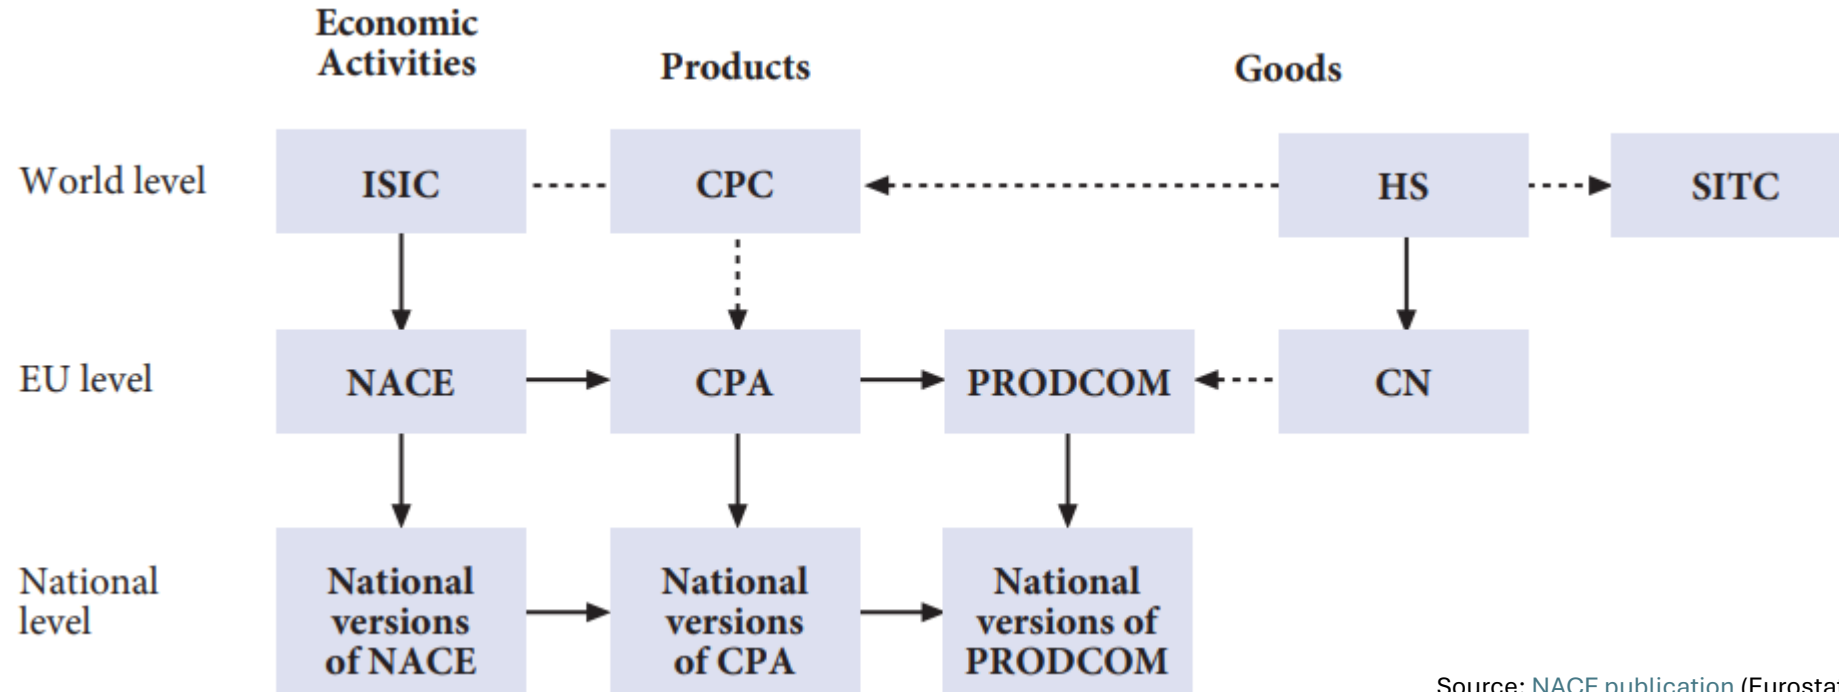 Economic
Activities
Products
Goods
World level
ISIC
CPC
HS
SITC
EU level
NACE
CPA
PRODCOM
CN
National
level
National
versions
of NACE
National
versions
of CPA
National
versions of
PRODCOM
Source: NACE publication (Eurostat